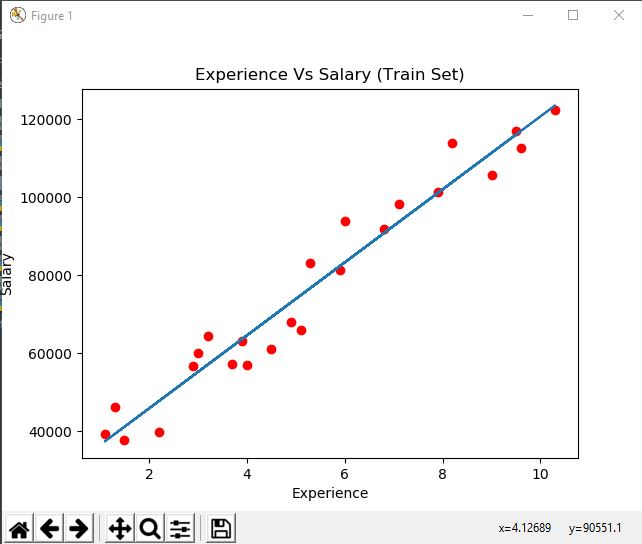 Figure 1
Experience Vs Salary (Train Set)
120000
100000
80000
60000
40000
Salary
2 4 6 8 10
Experience
x=4.12689 y=90551.1